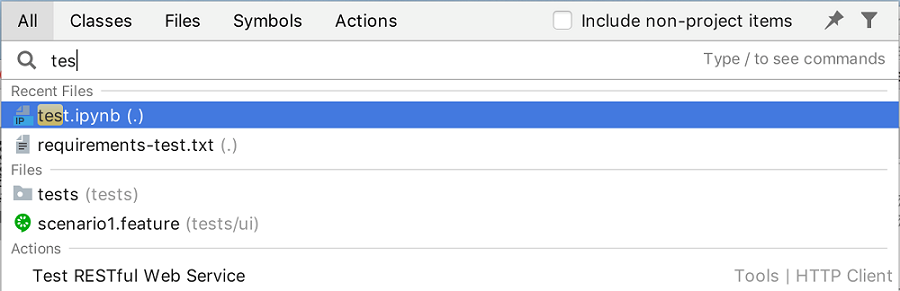 All Classes Files Symbols Actions Include non-project items
tes Type / to see commands
Recent Files
IP test.ipynb (.)
requirements-test.txt (.)
Files
tests (tests)
scenario1.feature (tests/ui)
Actions
Test RESTful Web Service Tools | HTTP Client